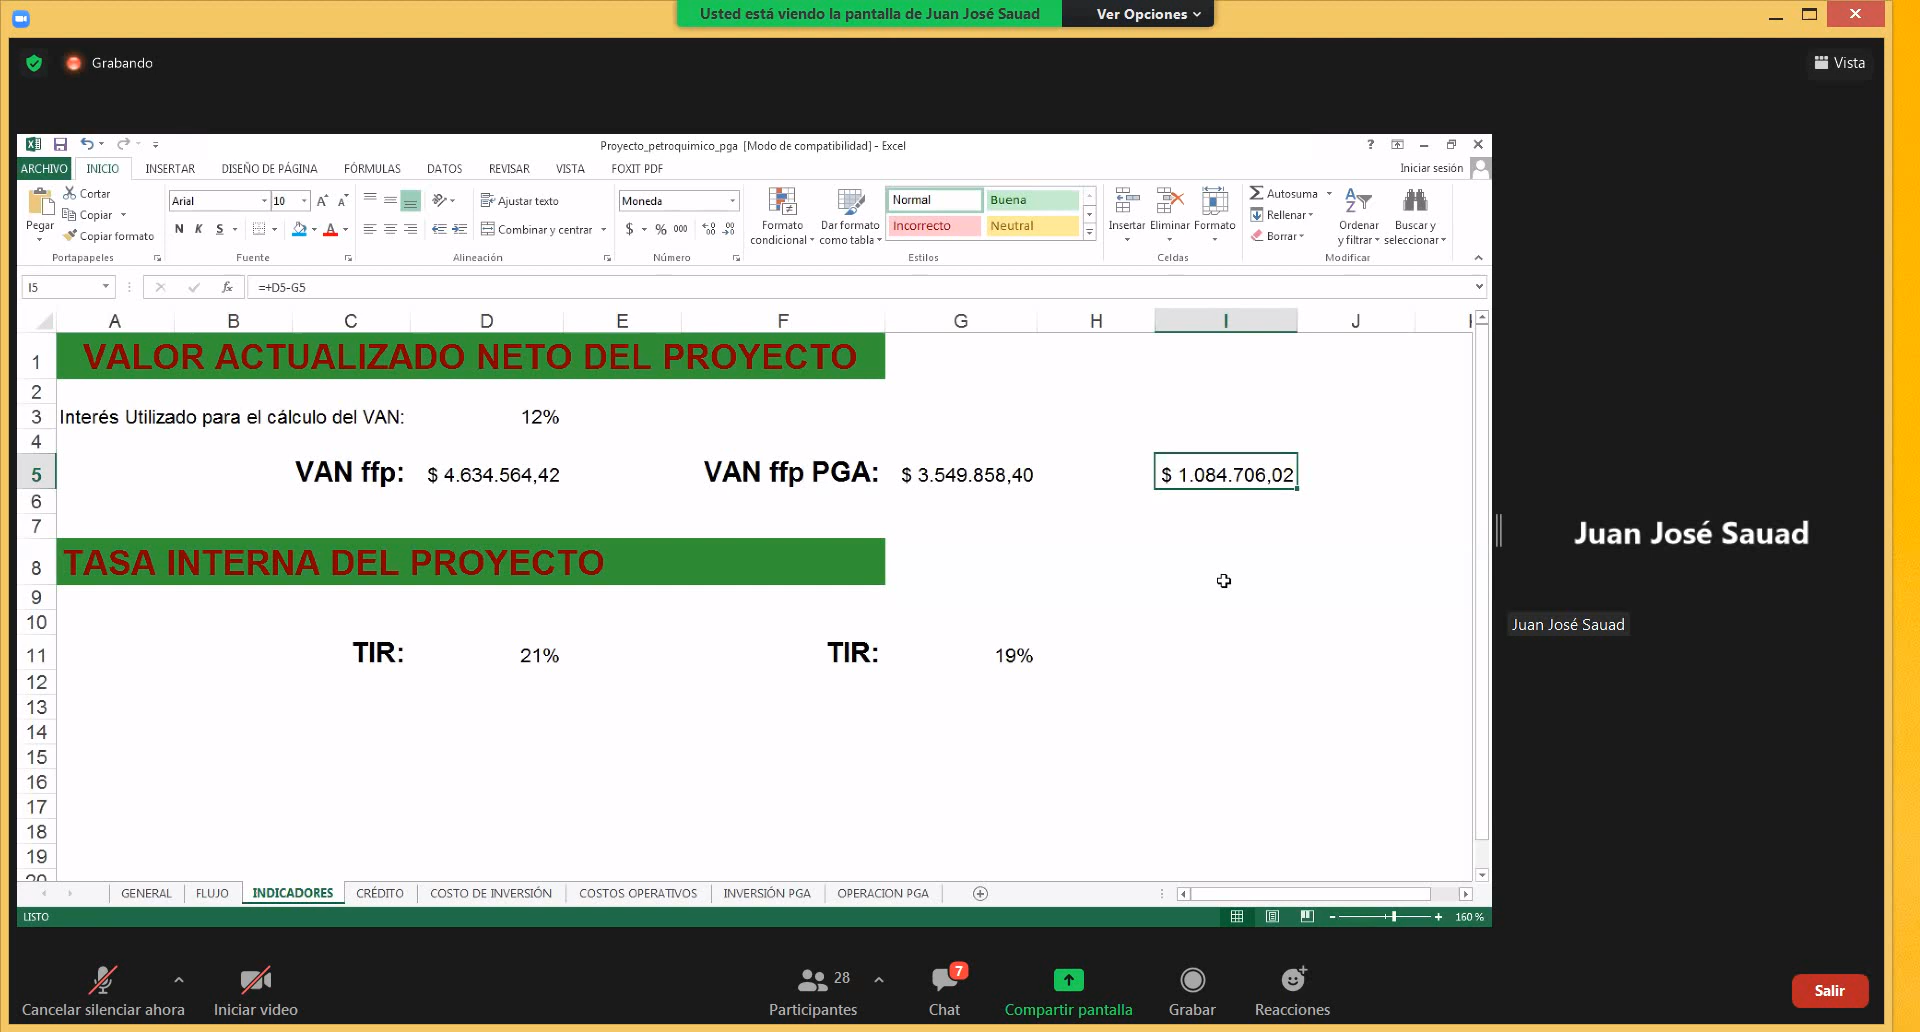 Usted está viendo la pantalla de Juan José Sauad
Ver Opciones
Grabando
Vista
Proyecto_petroquimico_pga [Modo de compatibilidad] - Excel
ARCHIVO INICIO INSERTAR DISEÑO DE PÁGINA FÓRMULAS DATOS REVISAR VISTA FOXIT PDF
Iniciar sesión
Pegar
Cortar
Copiar
Copiar formato
Portapapeles
Arial 10
N K S
Fuente
Ajustar texto
Combinar y centrar
Alineación
Moneda
$ % 000
Número
Formato condicional
Dar formato como tabla
Normal Buena
Incorrecto Neutral
Estilos
Insertar Eliminar Formato
Celdas
Autosuma
Rellenar
Borrar
Ordenar y filtrar
Buscar y seleccionar
Modificar
I5 fx =+D5-G5
A B C D E F G H I J
1 VALOR ACTUALIZADO NETO DEL PROYECTO
2
3 Interés Utilizado para el cálculo del VAN: 12%
4
5 VAN ffp: $ 4.634.564,42 VAN ffp PGA: $ 3.549.858,40 $ 1.084.706,02
6
7
8 TASA INTERNA DEL PROYECTO
9
10
11 TIR: 21% TIR: 19%
12
13
14
15
16
17
18
19
20
GENERAL FLUJO INDICADORES CRÉDITO COSTO DE INVERSIÓN COSTOS OPERATIVOS INVERSIÓN PGA OPERACION PGA
LISTO
160 %
Juan José Sauad
Juan José Sauad
Cancelar silenciar ahora
Iniciar video
28
Participantes
7
Chat
Compartir pantalla
Grabar
Reacciones
Salir